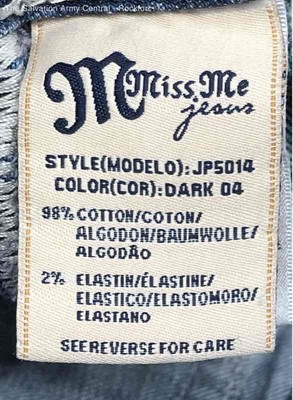 The Salvation Army Central - Rockford
M Miss Me
jeans
STYLE(MODELO): JP5014
COLOR(COR): DARK 04
98% COTTON/COTON/
ALGODON/BAUMWOLLE/
ALGODÃO
2% ELASTIN/ÉLASTINE/
ELASTICO/ELASTOMORO/
ELASTANO
SEE REVERSE FOR CARE